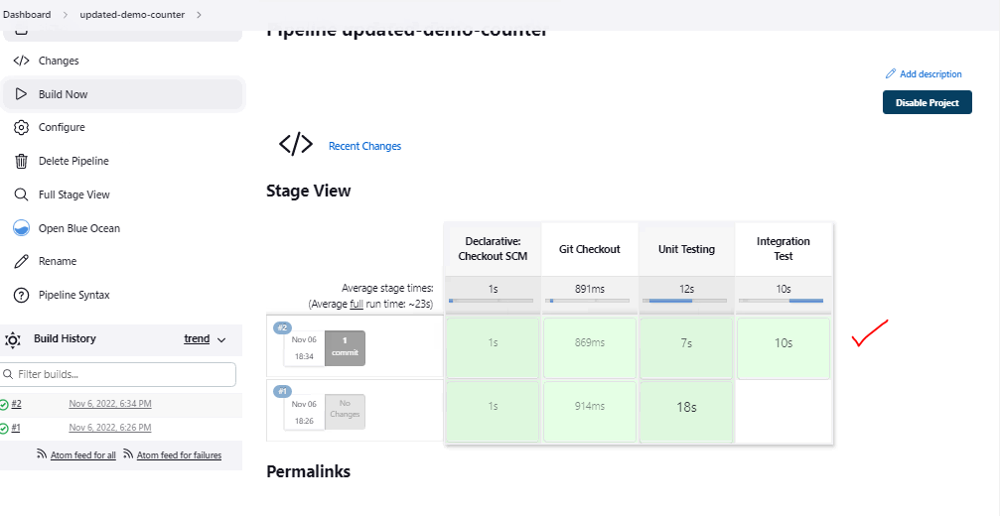 Dashboard
updated-demo-counter
Pipeline updated-demo-counter
Changes
Build Now
Configure
Delete Pipeline
Full Stage View
Open Blue Ocean
Rename
Pipeline Syntax
Build History
trend
Filter builds...
#2
Nov 6, 2022, 6:34 PM
#1
Nov 6, 2022, 6:26 PM
Atom feed for all
Atom feed for failures
Add description
Disable Project
</>
Recent Changes
Stage View
Declarative:
Checkout SCM
Git Checkout
Unit Testing
Integration
Test
Average stage times:
(Average full run time: ~23s)
1s
891ms
12s
10s
#2
Nov 06
18:34
1
commit
1s
869ms
7s
10s
#1
Nov 06
18:26
No
Changes
1s
914ms
18s
Permalinks